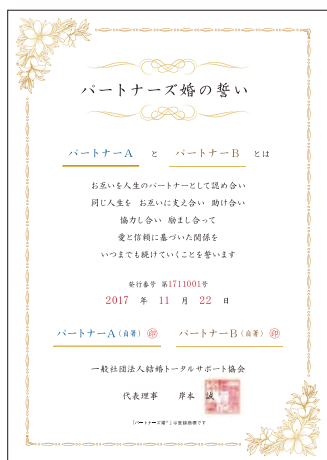 パートナーズ婚の誓い
パートナーA と パートナーB とは
お互いを人生のパートナーとして認め合い
同じ人生を お互いに支え合い 助け合い
協力し合い 励まし合って
愛と信頼に基づいた関係を
いつまでも続けていくことを誓います
発行番号 第1711001号
2017 年 11 月 22 日
パートナーA(自署) ㊞ パートナーB(自署) ㊞
一般社団法人結婚トータルサポート協会
代表理事 岸本 誠
「パートナーズ婚®」は登録商標です